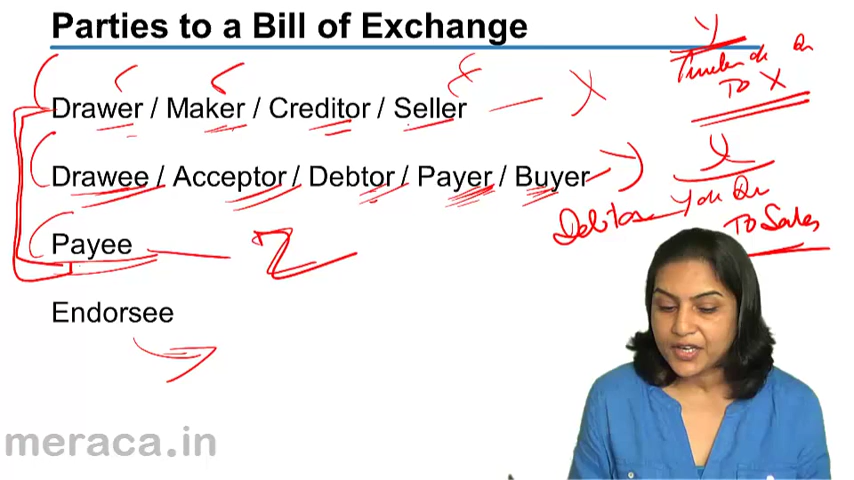 Parties to a Bill of Exchange
Y
To X
Drawer / Maker / Creditor / Seller
X
Drawee / Acceptor / Debtor / Payer / Buyer
Y
X
Debtor
Y
To Sales
Payee
Z
Endorsee
meraca.in